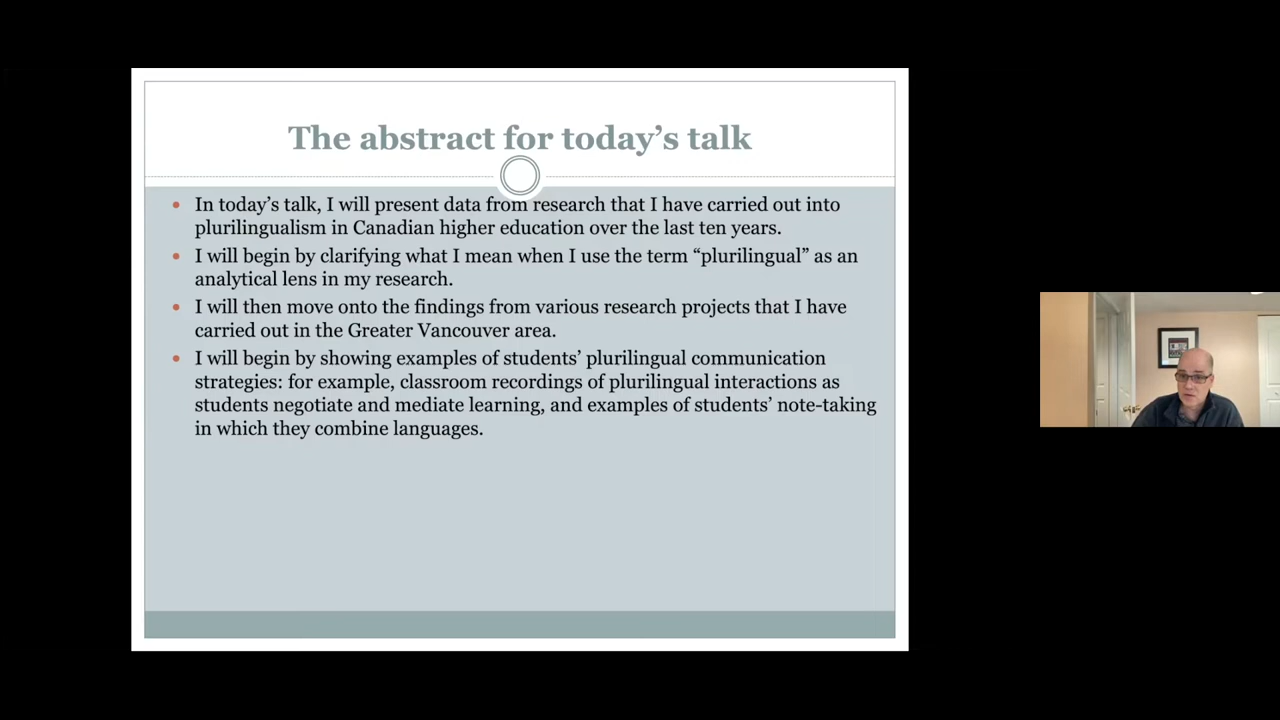 The abstract for today’s talk
In today’s talk, I will present data from research that I have carried out into
plurilingualism in Canadian higher education over the last ten years.
I will begin by clarifying what I mean when I use the term “plurilingual” as an
analytical lens in my research.
I will then move onto the findings from various research projects that I have
carried out in the Greater Vancouver area.
I will begin by showing examples of students’ plurilingual communication
strategies: for example, classroom recordings of plurilingual interactions as
students negotiate and mediate learning, and examples of students’ note-taking
in which they combine languages.